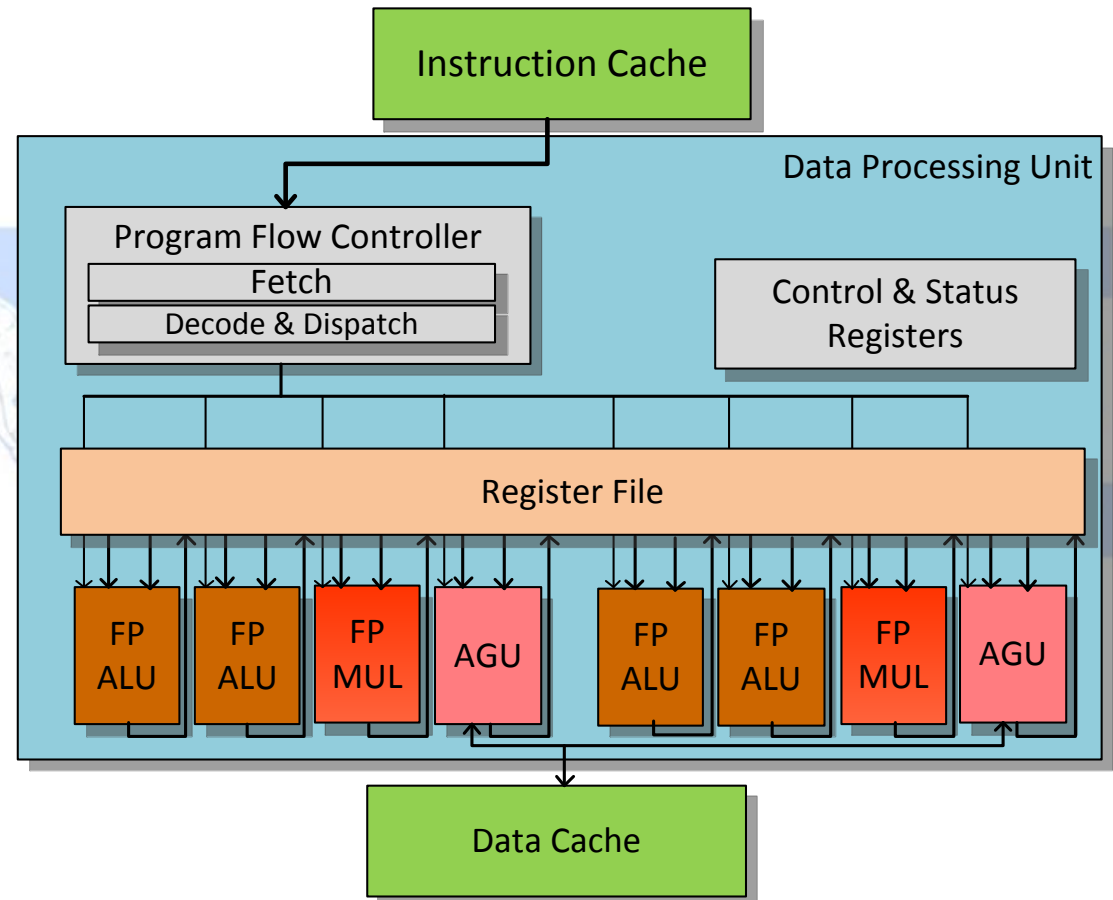 Instruction Cache
Data Processing Unit
Program Flow Controller
Fetch
Decode & Dispatch
Control & Status
Registers
Register File
FP
ALU
FP
ALU
FP
MUL
AGU
FP
ALU
FP
ALU
FP
MUL
AGU
Data Cache